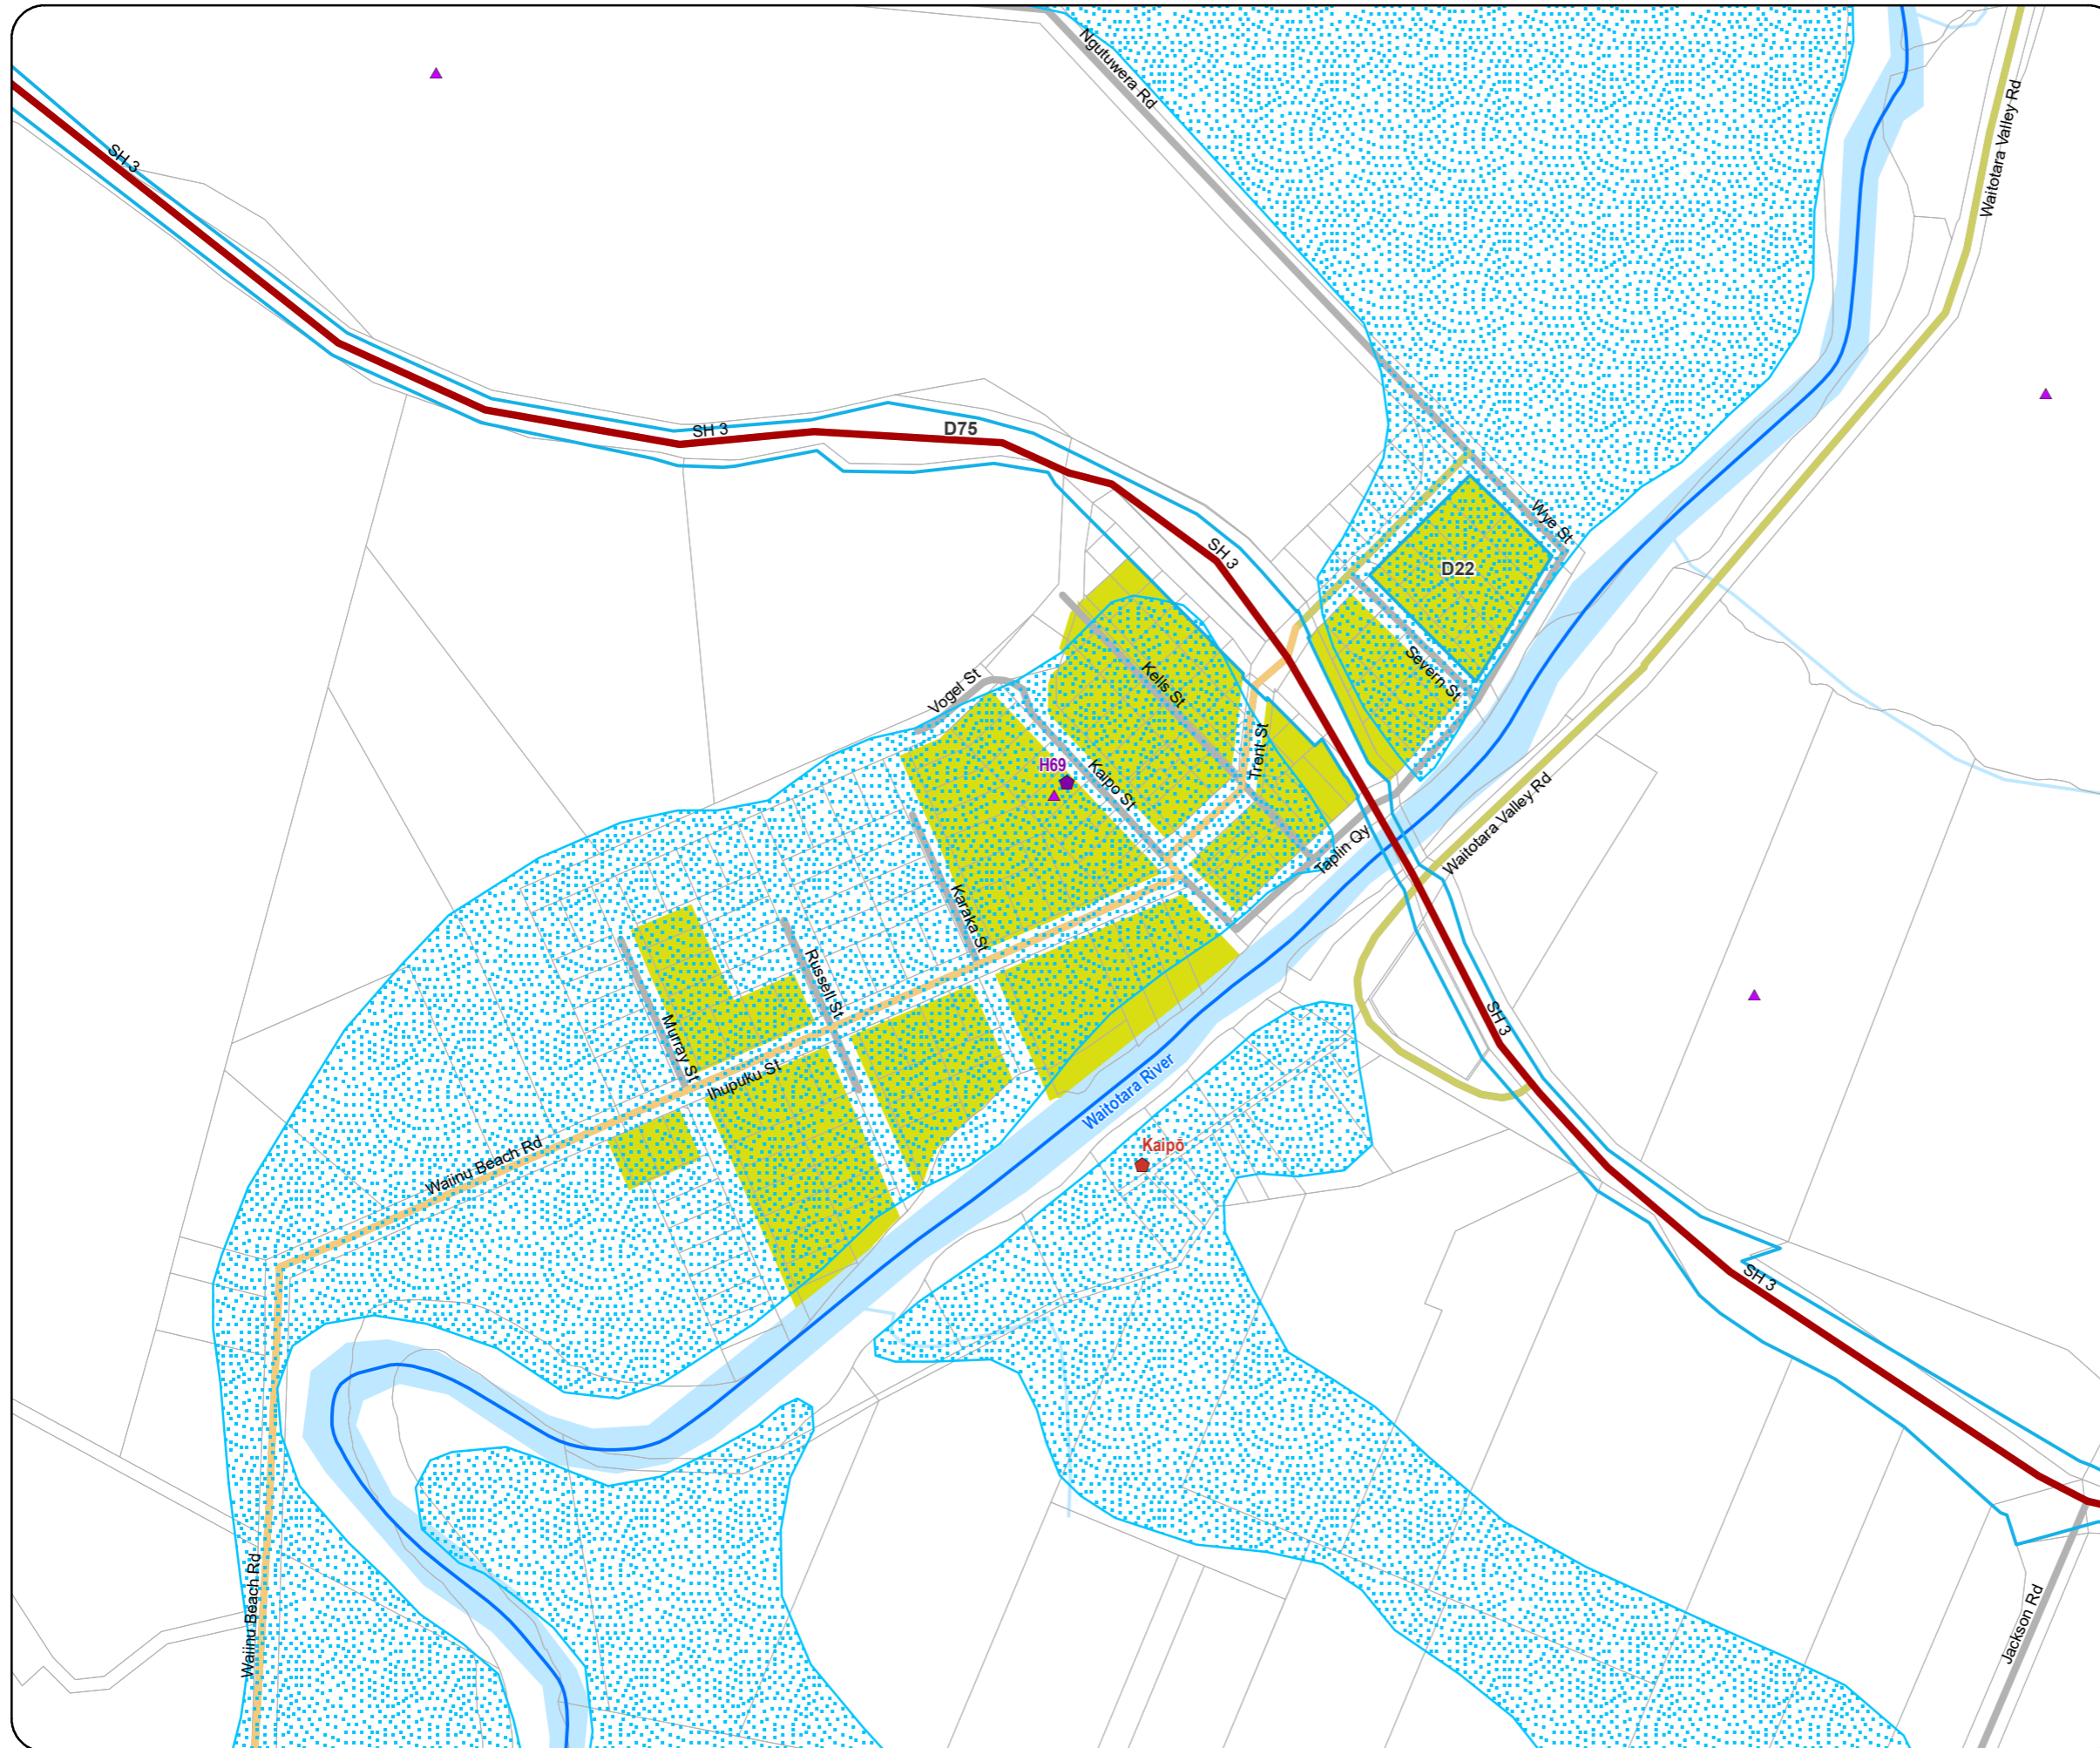 Ngutuwera Rd
Waitotara Valley Rd
SH 3
SH 3
D75
SH 3
Wye St
D22
Severn St
Vogel St
Kells St
Trent St
H69
Kaipo St
Taplin Qy
Waitotara Valley Rd
Karaka St
Russell St
Murray St
Ihupuku St
SH 3
Waitotara River
Kaipō
Waiinu Beach Rd
SH 3
Waiinu Beach Rd
Jackson Rd